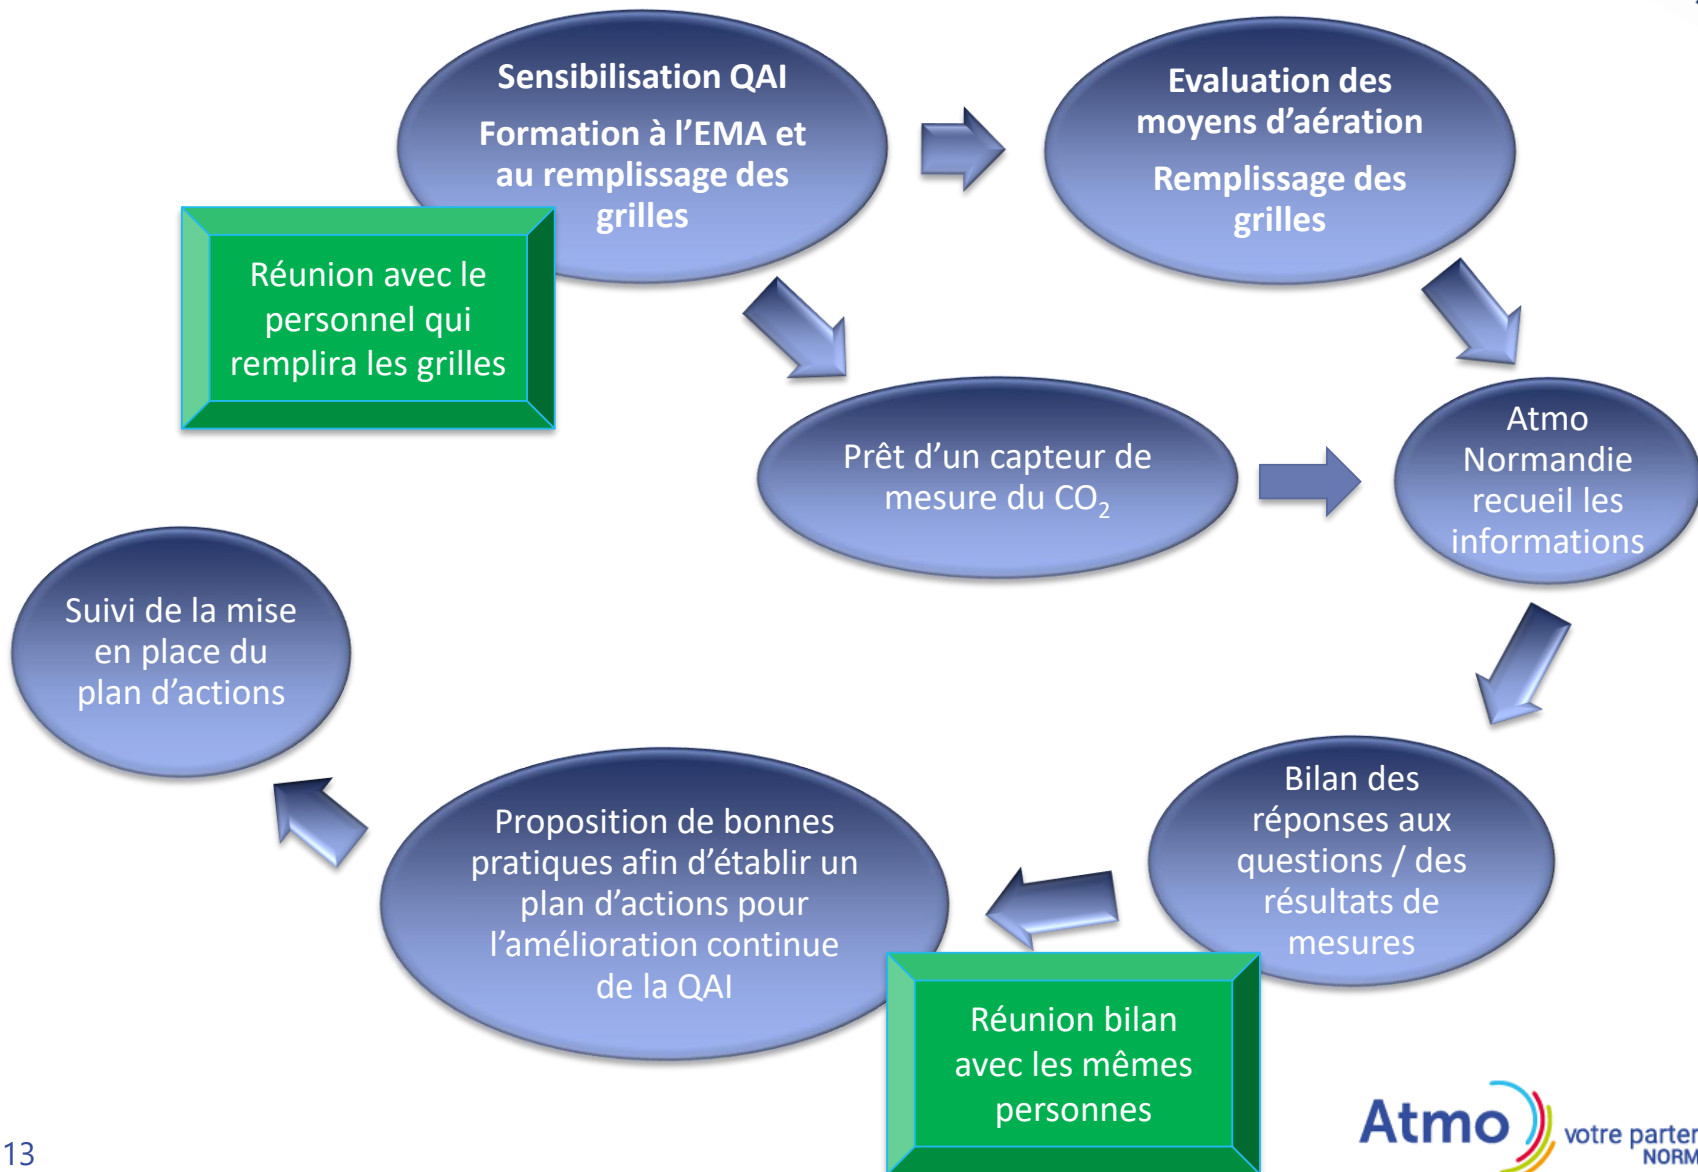 Sensibilisation QAI
Formation à l'EMA et
au remplissage des
grilles
Evaluation des
moyens d'aération
Remplissage des
grilles
Réunion avec le
personnel qui
remplira les grilles
Prêt d'un capteur de
mesure du CO₂
Atmo
Normandie
recueil les
informations
Suivi de la mise
en place du
plan d'actions
Proposition de bonnes
pratiques afin d'établir un
plan d'actions pour
l'amélioration continue
de la QAI
Bilan des
réponses aux
questions / des
résultats de
mesures
Réunion bilan
avec les mêmes
personnes
13
Atmo
votre parten
NORM